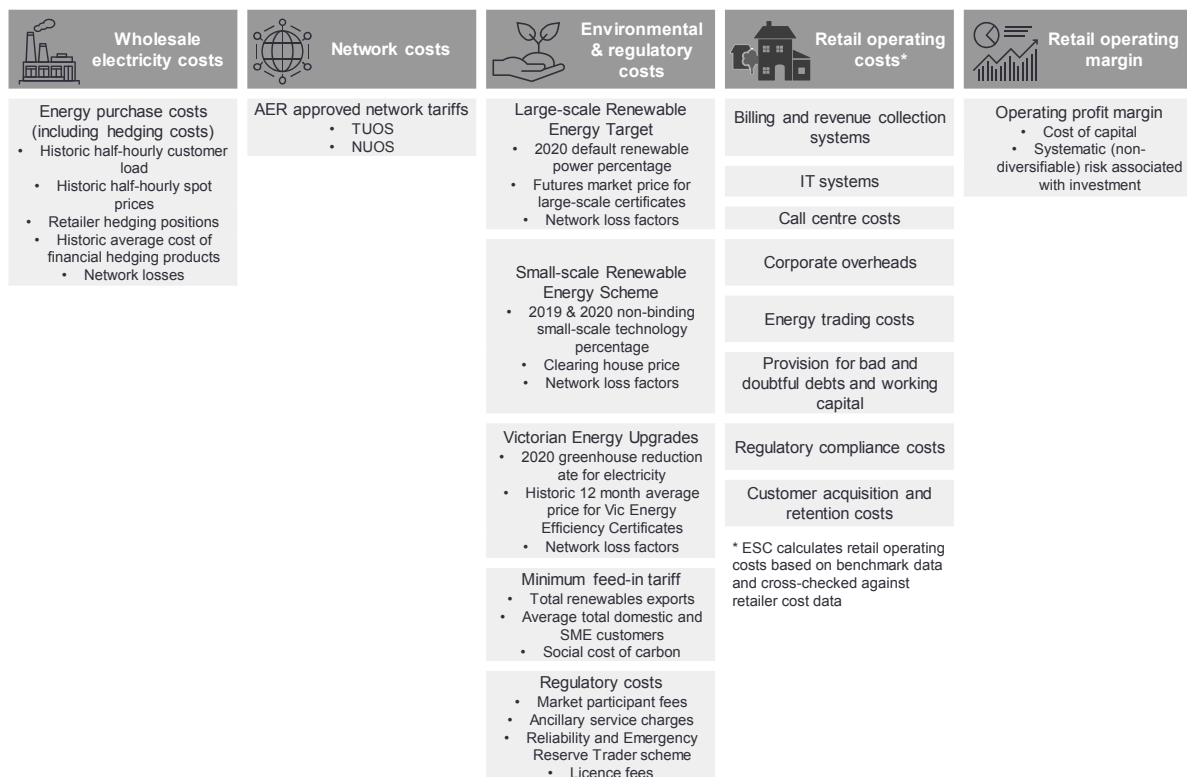 Wholesale
electricity costs
Energy purchase costs
(including hedging costs)
• Historic half-hourly customer
load
• Historic half-hourly spot
prices
• Retailer hedging positions
• Historic average cost of
financial hedging products
• Network losses
Network costs
AER approved network tariffs
• TUOS
• NUOS
Environmental
& regulatory
costs
Large-scale Renewable
Energy Target
• 2020 default renewable
power percentage
• Futures market price for
large-scale certificates
• Network loss factors
Small-scale Renewable
Energy Scheme
• 2019 & 2020 non-binding
small-scale technology
percentage
• Clearing house price
• Network loss factors
Victorian Energy Upgrades
• 2020 greenhouse reduction
ate for electricity
• Historic 12 month average
price for Vic Energy
Efficiency Certificates
• Network loss factors
Minimum feed-in tariff
• Total renewables exports
• Average total domestic and
SME customers
• Social cost of carbon
Regulatory costs
• Market participant fees
• Ancillary service charges
• Reliability and Emergency
Reserve Trader scheme
• Licence fees
Retail operating
costs*
Billing and revenue collection
systems
IT systems
Call centre costs
Corporate overheads
Energy trading costs
Provision for bad and
doubtful debts and working
capital
Regulatory compliance costs
Customer acquisition and
retention costs
* ESC calculates retail operating
costs based on benchmark data
and cross-checked against
retailer cost data
Retail operating
margin
Operating profit margin
• Cost of capital
• Systematic (non-
diversifiable) risk associated
with investment